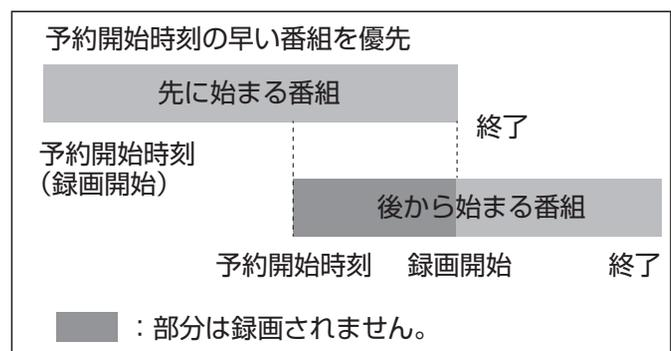 予約開始時刻の早い番組を優先
先に始まる番組
終了
予約開始時刻
(録画開始)
後から始まる番組
予約開始時刻 録画開始 終了
：部分は録画されません。